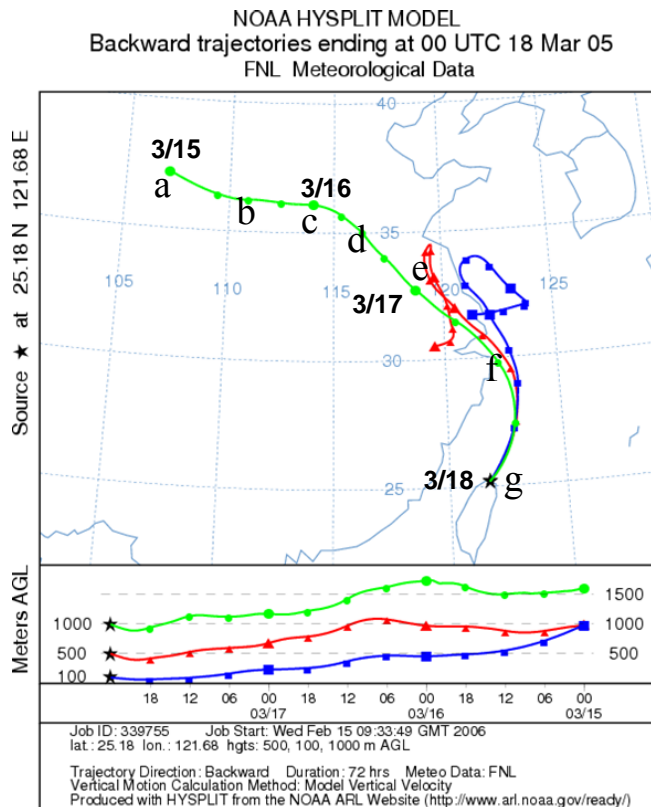 NOAA HYSPLIT MODEL
Backward trajectories ending at 00 UTC 18 Mar 05
FNL Meteorological Data
Source ★ at 25.18 N 121.68 E
40
3/15
a
b
3/16
c
d
35
e
105
110
115
3/17
120
125
30
f
3/18
g
25
Meters AGL
1000
500
100
1500
1000
500
18 12 06 00 18 12 06 00 18 12 06 00
03/17 03/16 03/15
Job ID: 339755 Job Start: Wed Feb 15 09:33:49 GMT 2006
lat.: 25.18 lon.: 121.68 hgts: 500, 100, 1000 m AGL
Trajectory Direction: Backward Duration: 72 hrs Meteo Data: FNL
Vertical Motion Calculation Method: Model Vertical Velocity
Produced with HYSPLIT from the NOAA ARL Website (http://www.arl.noaa.gov/ready/)